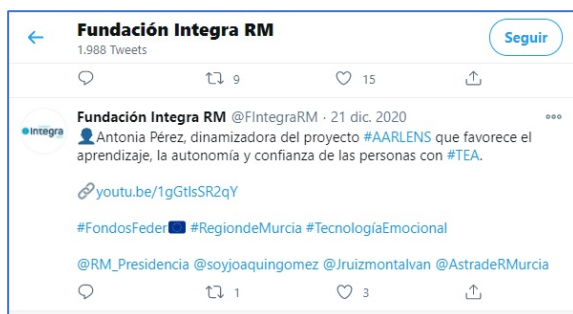 Fundación Integra RM
1.988 Tweets
Seguir
9 15
integra
Fundación Integra RM @FIntegraRM · 21 dic. 2020
Antonia Pérez, dinamizadora del proyecto #AARLENS que favorece el
aprendizaje, la autonomía y confianza de las personas con #TEA.
youtu.be/1gGtlsSR2qY
#FondosFeder #RegiondeMurcia #TecnologíaEmocional
@RM_Presidencia @soyjoaquingomez @Jruizmontalvan @AstradeRMurcia
1 3